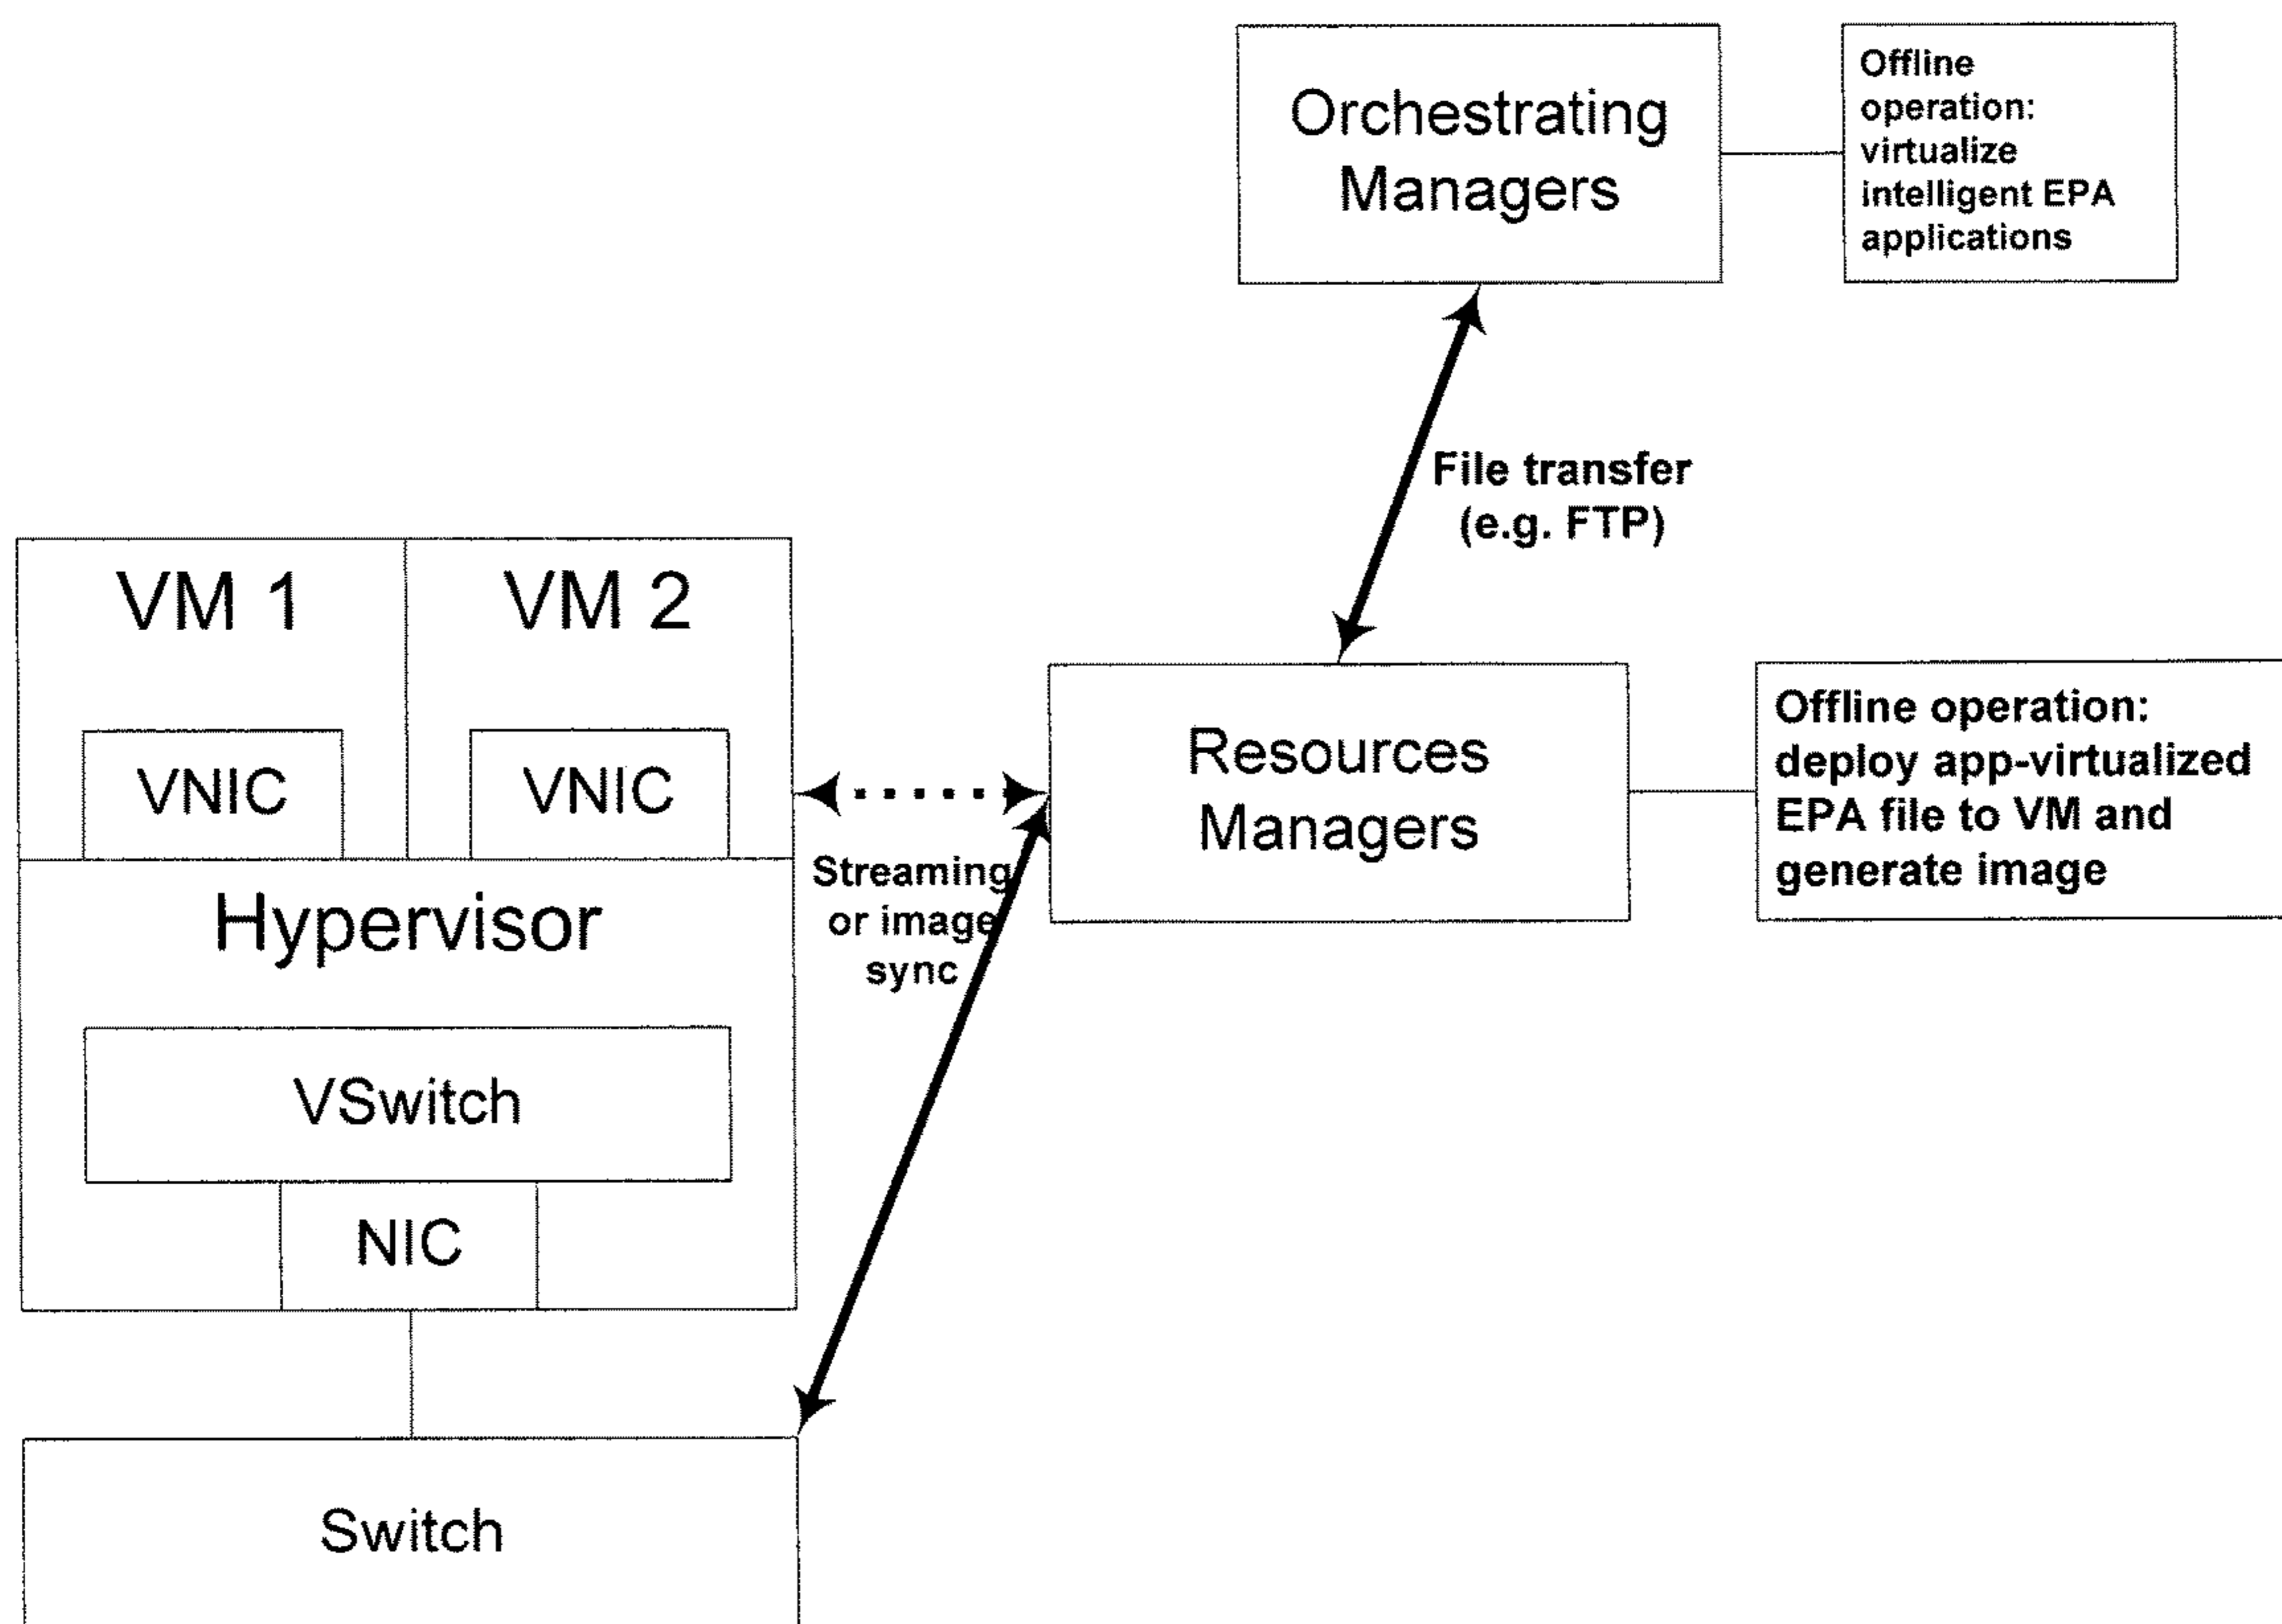 Orchestrating
Managers
Offline
operation:
virtualize
intelligent EPA
applications
File transfer
(e.g. FTP)
VM 1
VM 2
VNIC
VNIC
Resources
Managers
Offline operation:
deploy app-virtualized
EPA file to VM and
generate image
Streaming
or image
sync
Hypervisor
VSwitch
NIC
Switch